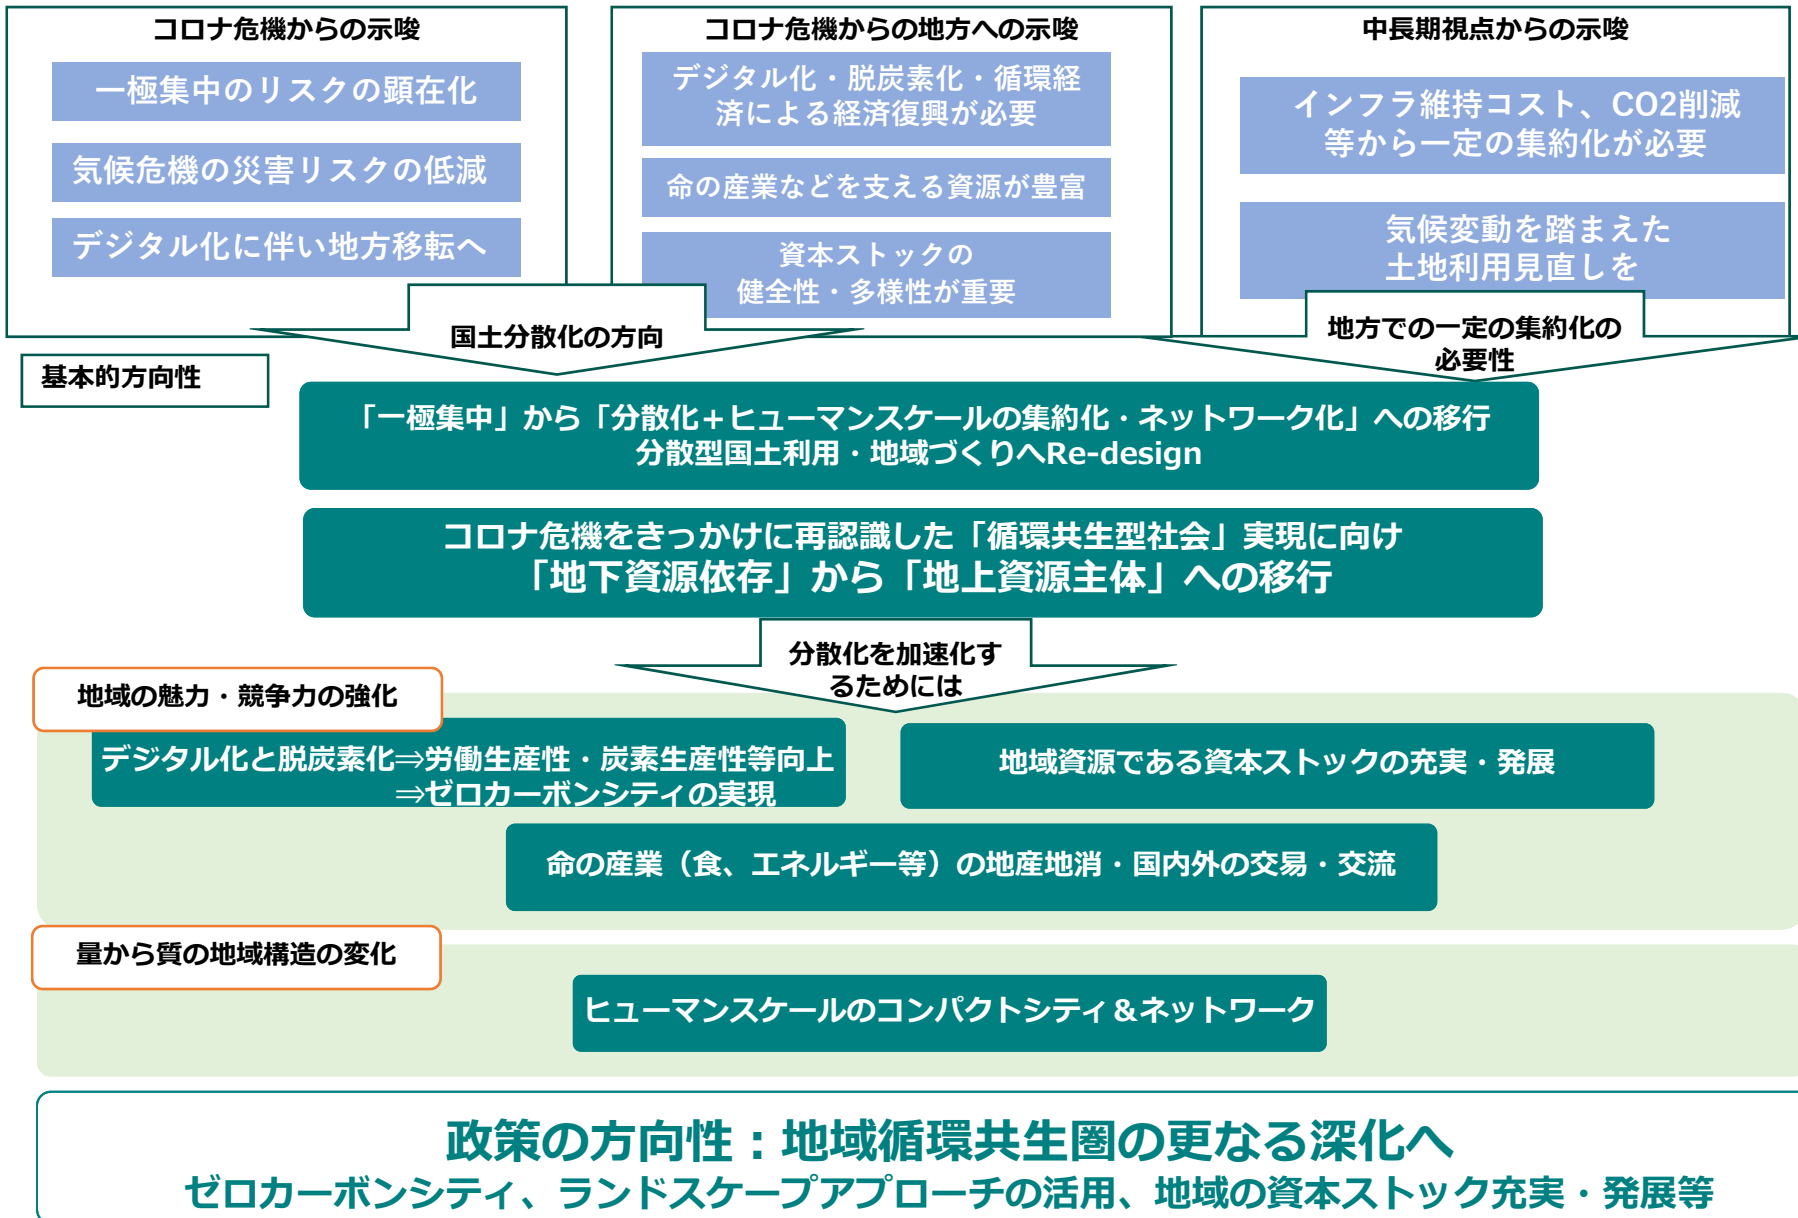 コロナ危機からの示唆
一極集中のリスクの顕在化
気候危機の災害リスクの低減
デジタル化に伴い地方移転へ
コロナ危機からの地方への示唆
デジタル化・脱炭素化・循環経
済による経済復興が必要
命の産業などを支える資源が豊富
資本ストックの
健全性・多様性が重要
中長期視点からの示唆
インフラ維持コスト、CO2削減
等から一定の集約化が必要
気候変動を踏まえた
土地利用見直しを
国土分散化の方向
地方での一定の集約化の
必要性
基本的方向性
「一極集中」から「分散化+ヒューマンスケールの集約化・ネットワーク化」への移行
分散型国土利用・地域づくりへRe-design
コロナ危機をきっかけに再認識した「循環共生型社会」実現に向け
「地下資源依存」から「地上資源主体」への移行
分散化を加速化す
るためには
地域の魅力・競争力の強化
デジタル化と脱炭素化⇒労働生産性・炭素生産性等向上
⇒ゼロカーボンシティの実現
地域資源である資本ストックの充実・発展
命の産業（食、エネルギー等）の地産地消・国内外の交易・交流
量から質の地域構造の変化
ヒューマンスケールのコンパクトシティ＆ネットワーク
政策の方向性：地域循環共生圏の更なる深化へ
ゼロカーボンシティ、ランドスケープアプローチの活用、地域の資本ストック充実・発展等